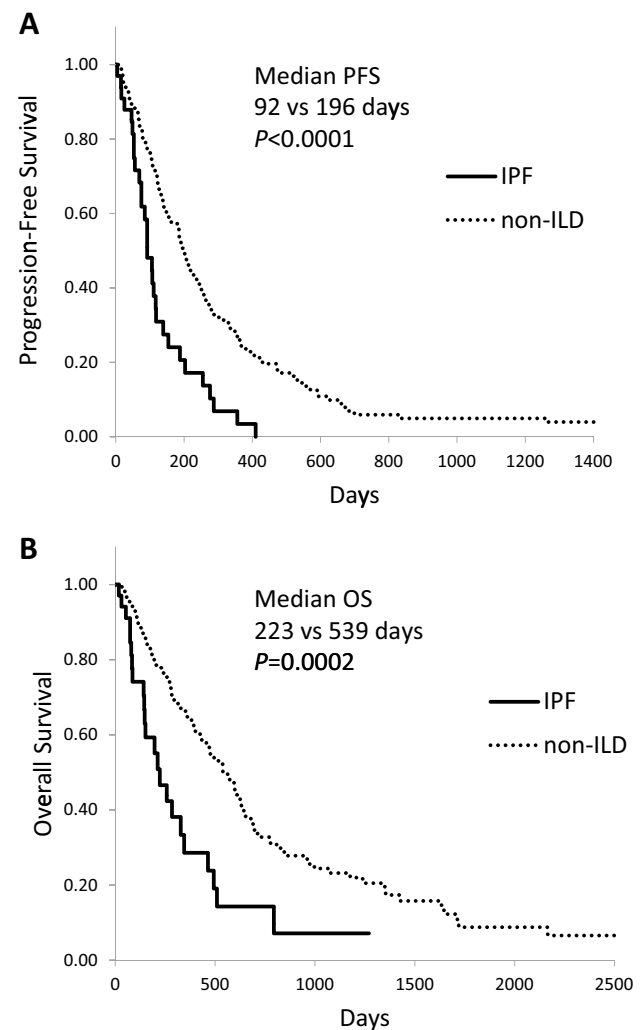 A
Median PFS
92 vs 196 days
P<0.0001
IPF
non-ILD
Progression-Free Survival
1.00
0.80
0.60
0.40
0.20
0.00
0 200 400 600 800 1000 1200 1400
Days
B
Median OS
223 vs 539 days
P=0.0002
IPF
non-ILD
Overall Survival
1.00
0.80
0.60
0.40
0.20
0.00
0 500 1000 1500 2000 2500
Days